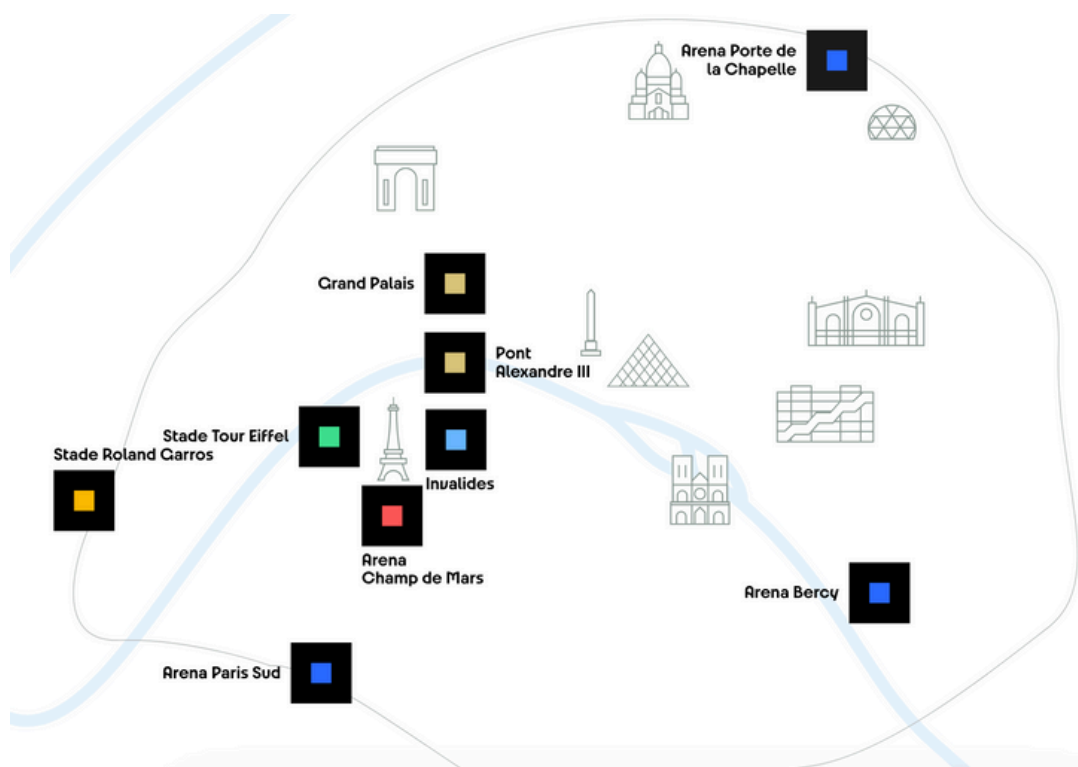 Arena Porte de
la Chapelle
Grand Palais
Pont
Alexandre III
Stade Tour Eiffel
Stade Roland Garros
Invalides
Arena
Champ de Mars
Arena Bercy
Arena Paris Sud